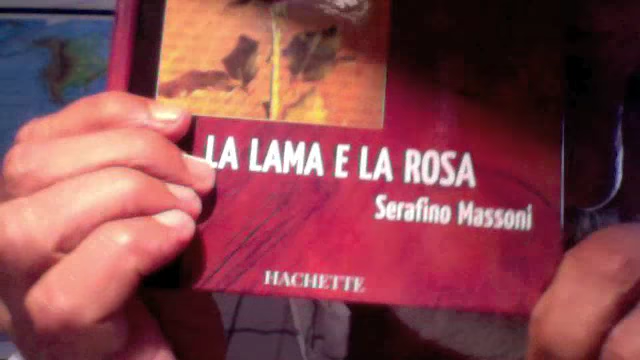 LA LAMA E LA ROSA
Serafino Massoni
HACHETTE